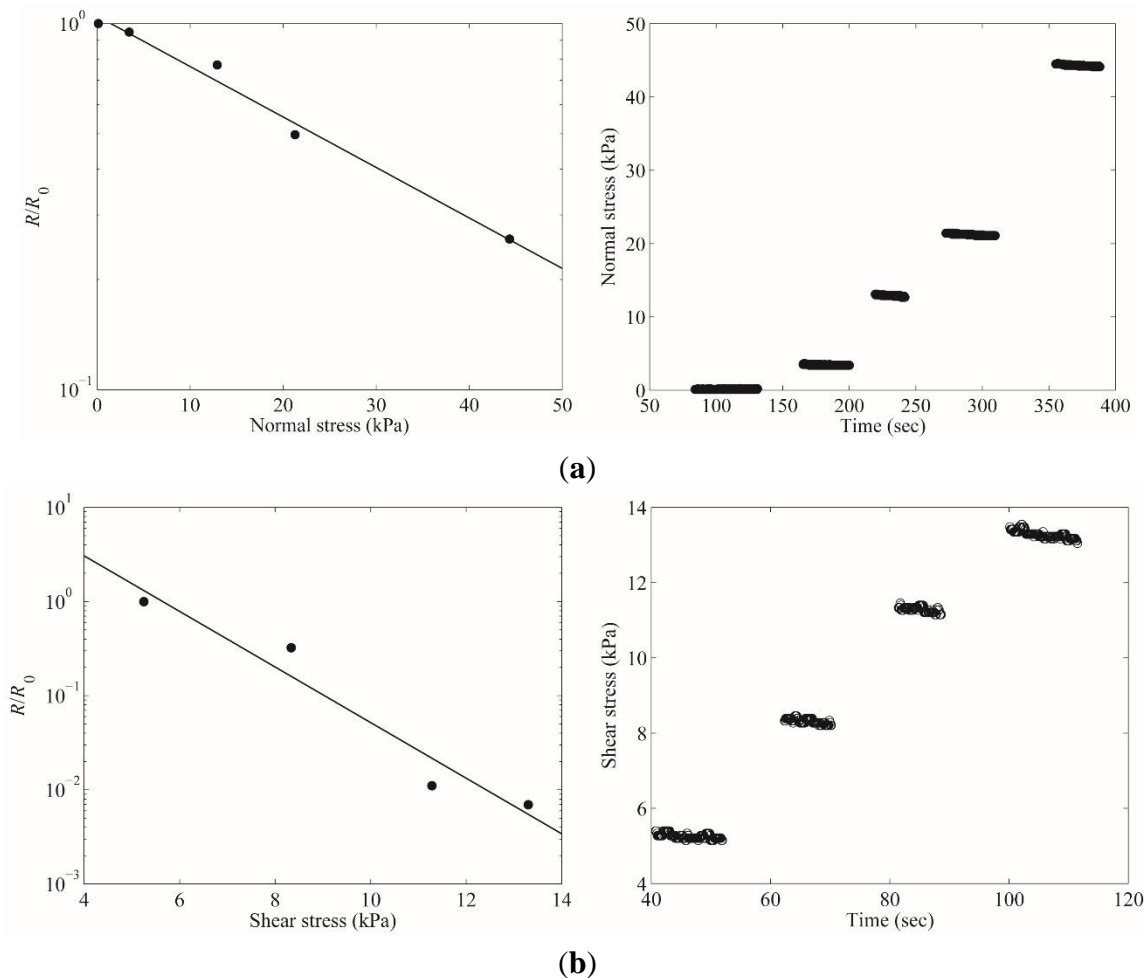 10^0
R/R_0
10^-1
0 10 20 30 40 50
Normal stress (kPa)
50
40
30
20
10
0
Normal stress (kPa)
50 100 150 200 250 300 350 400
Time (sec)
(a)
10^1
10^0
10^-1
10^-2
10^-3
R/R_0
4 6 8 10 12 14
Shear stress (kPa)
14
12
10
8
6
4
Shear stress (kPa)
40 60 80 100 120
Time (sec)
(b)